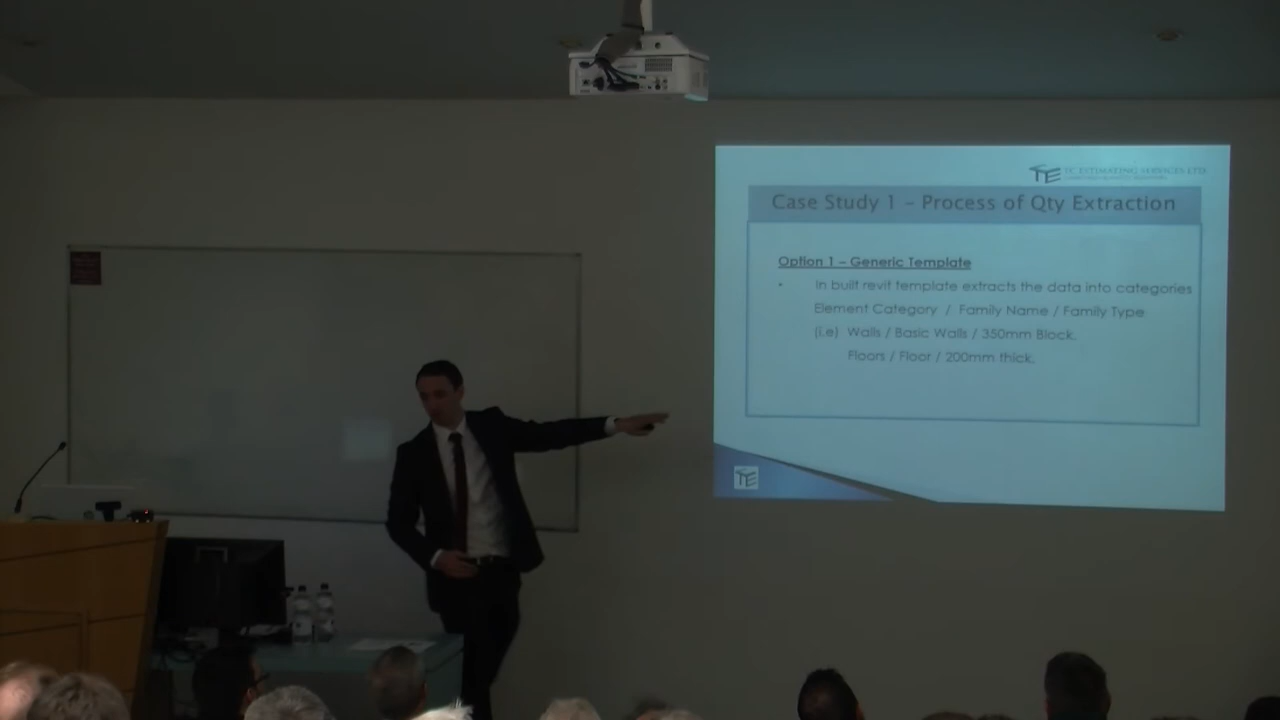 TC ESTIMATING SERVICES LTD
Case Study 1 – Process of Qty Extraction
Option 1 – Generic Template
• In built revit template extracts the data into categories
Element Category / Family Name / Family Type
(i.e) Walls / Basic Walls / 350mm Block.
Floors / Floor / 200mm thick.